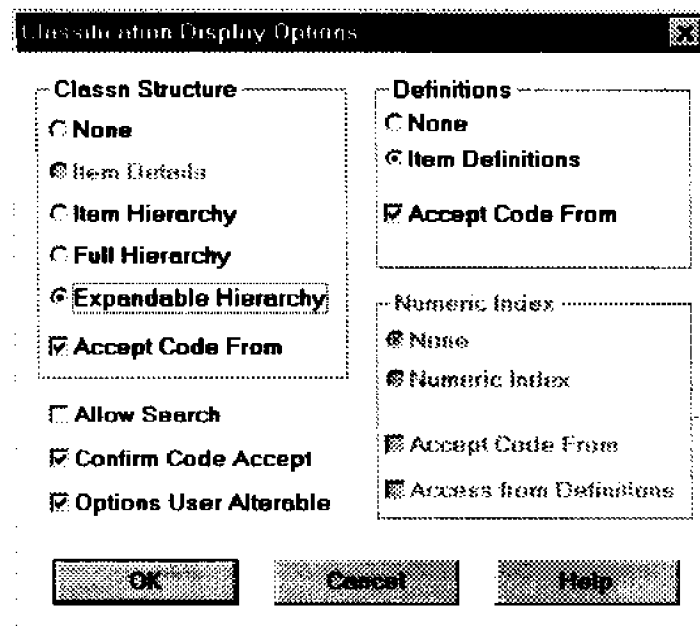 Classification Display Options
Classn Structure
None
Item Details
Item Hierarchy
Full Hierarchy
Expandable Hierarchy
Accept Code From
Allow Search
Confirm Code Accept
Options User Alterable
Definitions
None
Item Definitions
Accept Code From
Numeric Index
None
Numeric Index
Accept Code From
Access from Definitions
OK
Cancel
Help